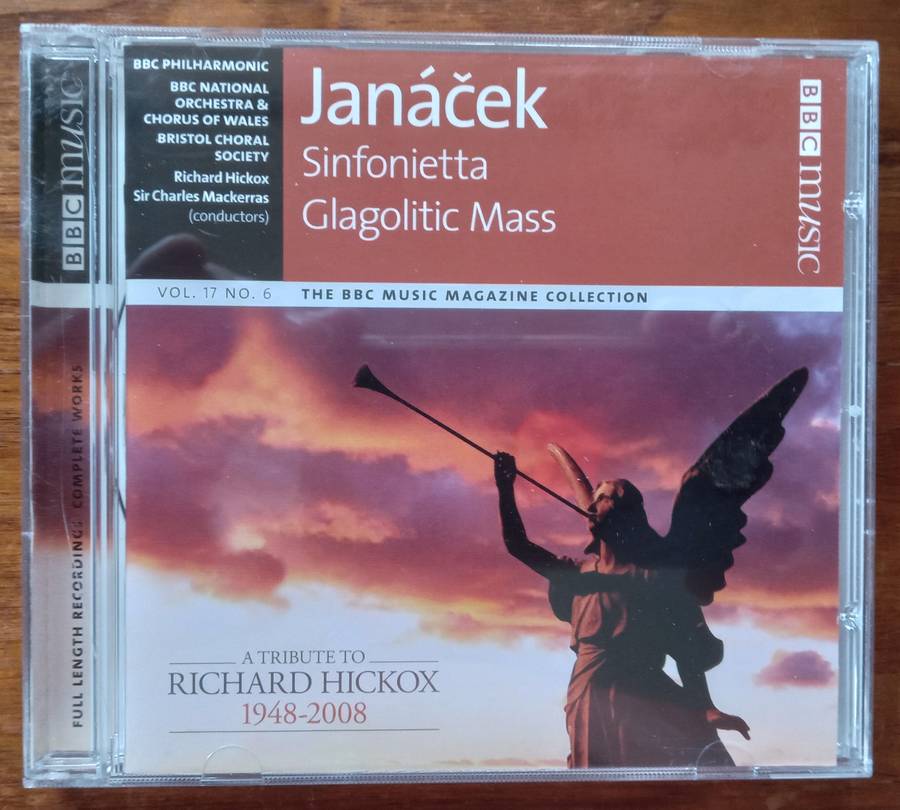 BBC PHILHARMONIC
BBC NATIONAL
ORCHESTRA &
CHORUS OF WALES
BRISTOL CHORAL
SOCIETY
Richard Hickox
Sir Charles Mackerras
(conductors)
Janáček
Sinfonietta
Glagolitic Mass
BBC music
VOL. 17 NO. 6
THE BBC MUSIC MAGAZINE COLLECTION
A TRIBUTE TO
RICHARD HICKOX
1948-2008
BBC music
FULL LENGTH RECORDINGS COMPLETE WORKS